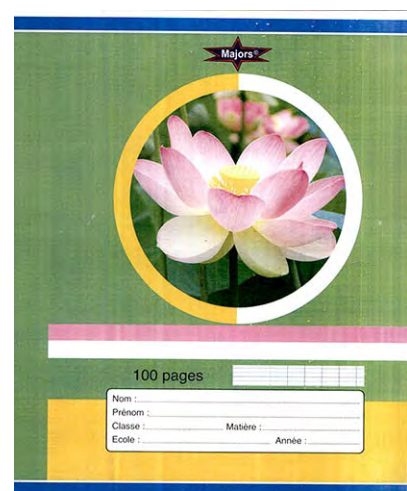 Majors®
100 pages
Nom :
Prénom :
Classe : Matière :
Ecole : Année :